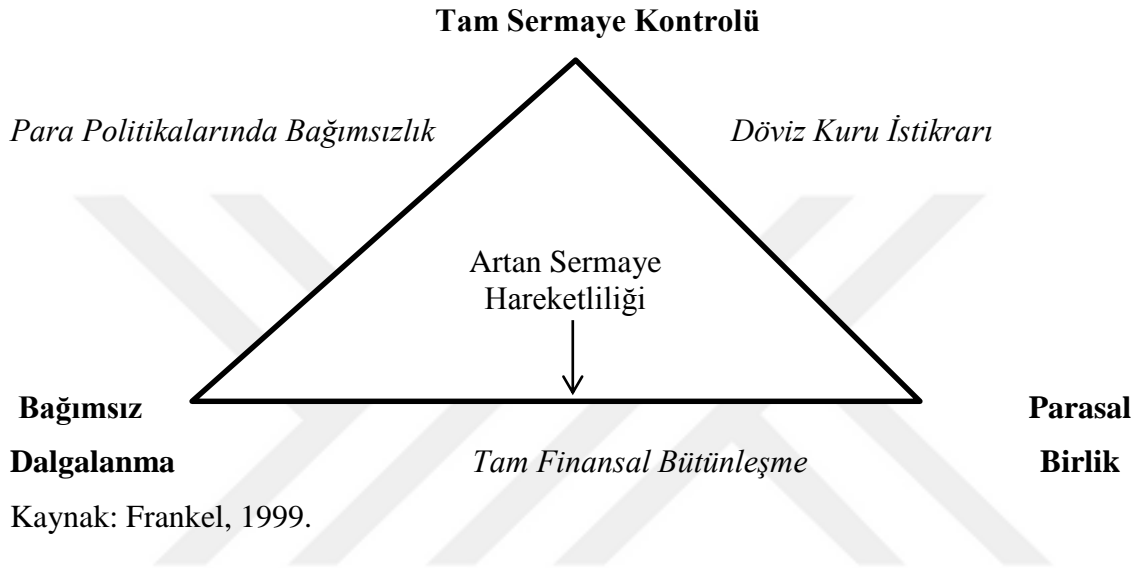 Tam Sermaye Kontrolü
Para Politikalarında Bağımsızlık
Döviz Kuru İstikrarı
Artan Sermaye
Hareketliliği
Bağımsız
Dalgalanma
Parasal
Birlik
Tam Finansal Bütünleşme
Kaynak: Frankel, 1999.